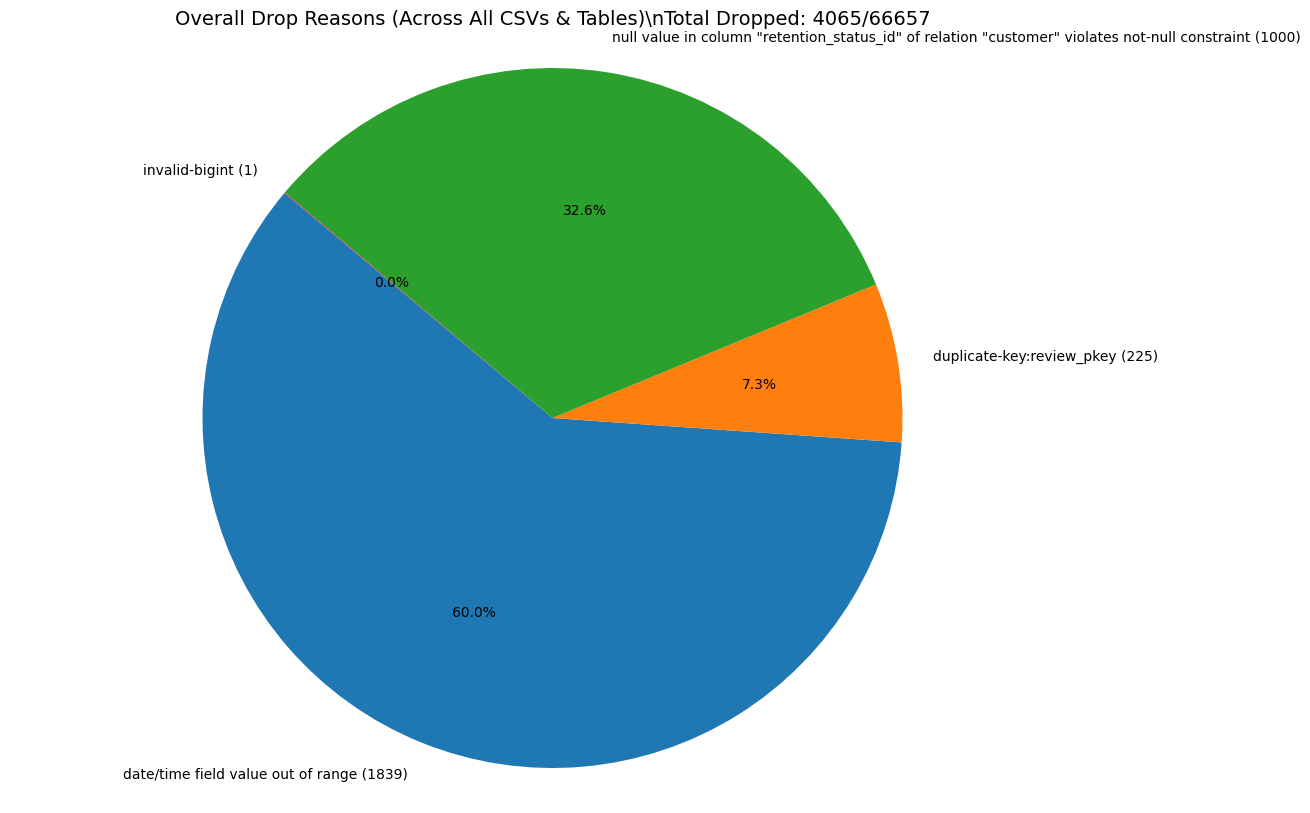 Overall Drop Reasons (Across All CSVs & Tables)\nTotal Dropped: 4065/66657
null value in column "retention_status_id" of relation "customer" violates not-null constraint (1000)
invalid-bigint (1)
32.6%
0.0%
duplicate-key:review_pkey (225)
7.3%
60.0%
date/time field value out of range (1839)